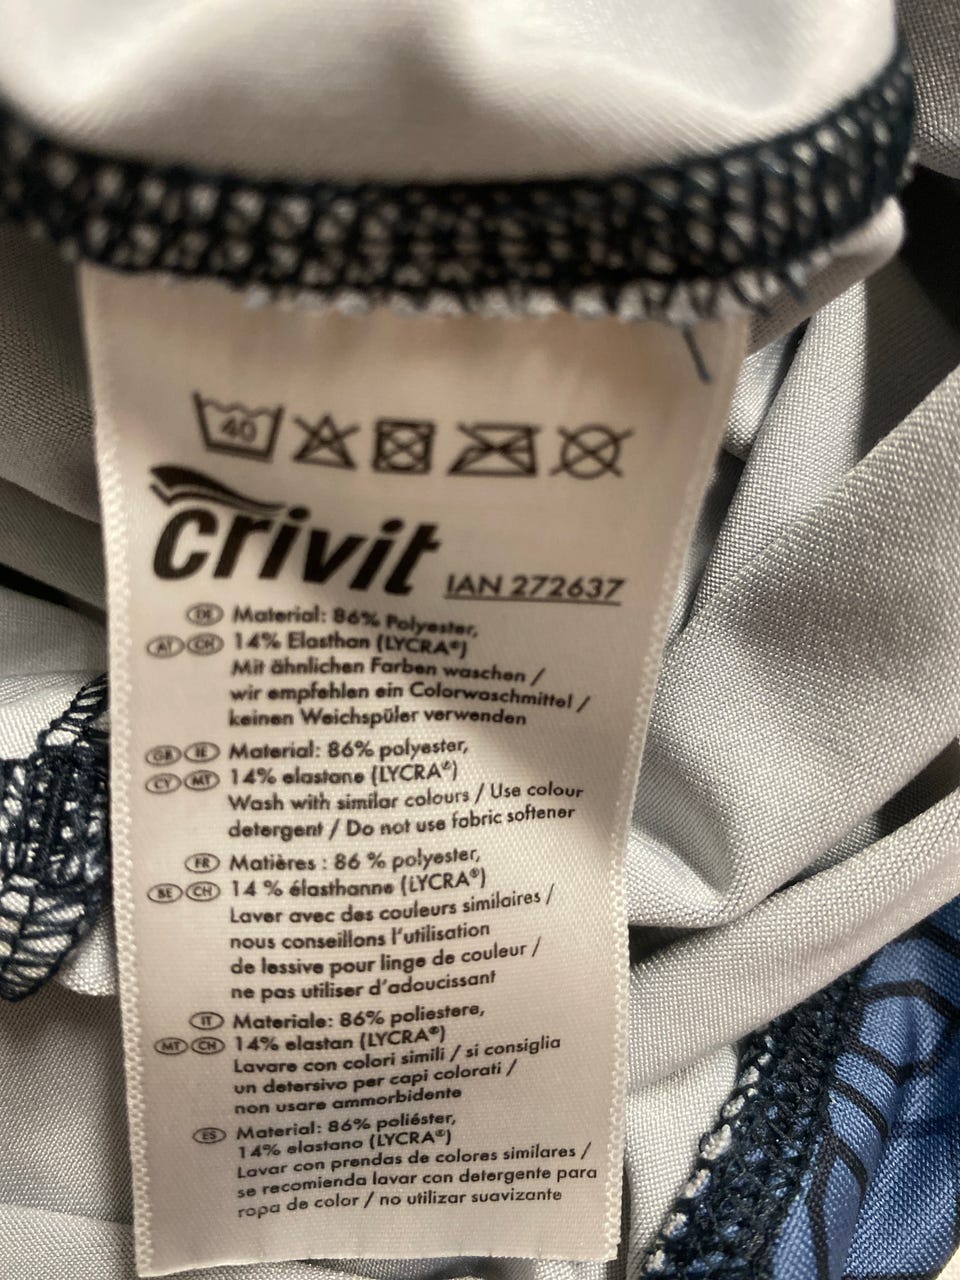 40
crivit IAN 272637
DE Material: 86% Polyester,
AT CH 14% Elasthan (LYCRA®)
Mit ähnlichen Farben waschen /
wir empfehlen ein Colorwaschmittel /
keinen Weichspüler verwenden
GB IE Material: 86% polyester,
CY MT 14% elastane (LYCRA®)
Wash with similar colours / Use colour
detergent / Do not use fabric softener
FR Matières : 86 % polyester,
BE CH 14 % élasthanne (LYCRA®)
Laver avec des couleurs similaires /
nous conseillons l'utilisation
de lessive pour linge de couleur /
ne pas utiliser d'adoucissant
IT Materiale: 86% poliestere,
MT CH 14% elastan (LYCRA®)
Lavare con colori simili / si consiglia
un detersivo per capi colorati /
non usare ammorbidente
ES Material: 86% poliéster,
14% elastano (LYCRA®)
Lavar con prendas de colores similares /
se recomienda lavar con detergente para
ropa de color / no utilizar suavizante